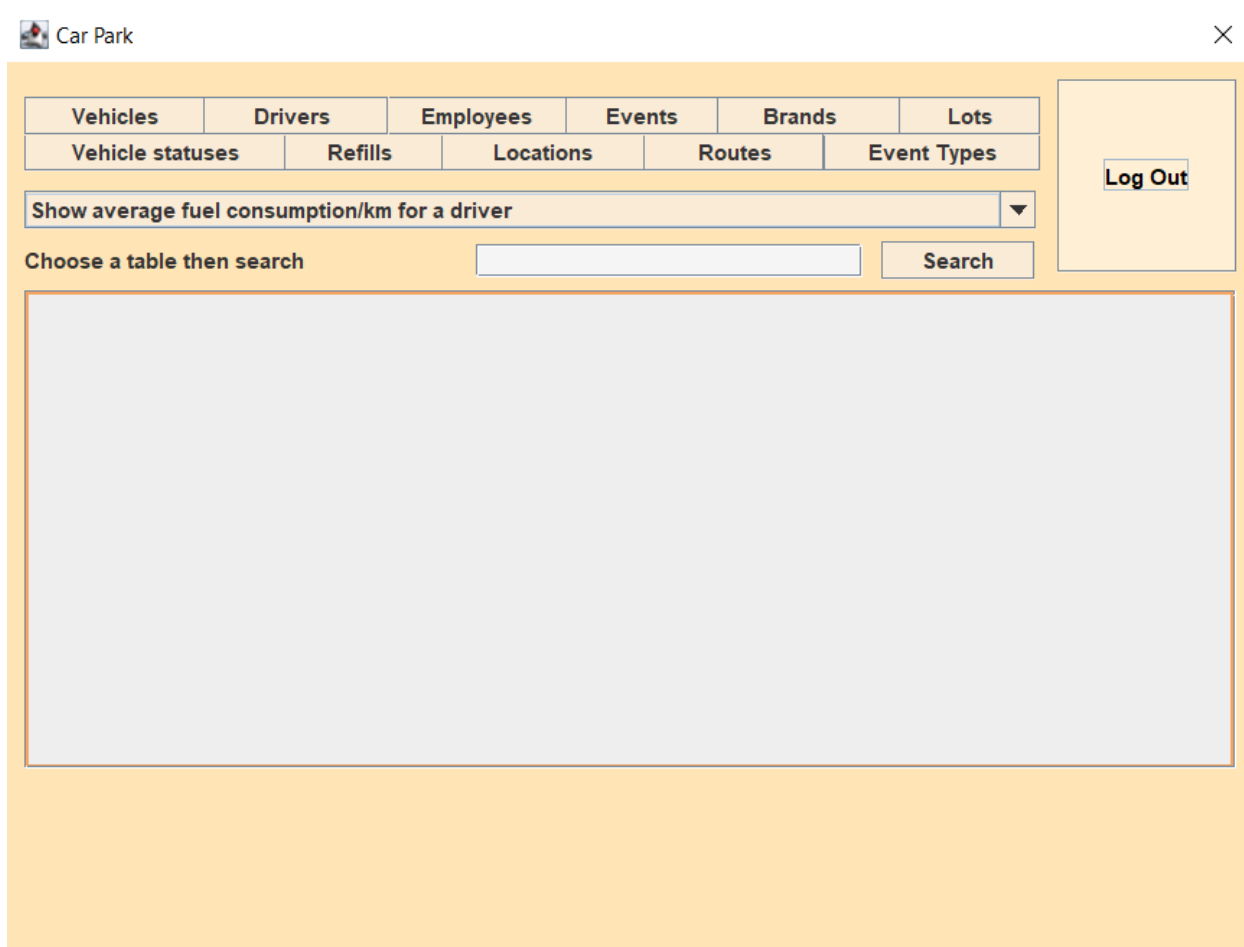 Car Park
Vehicles Drivers Employees Events Brands Lots
Vehicle statuses Refills Locations Routes Event Types
Log Out
Show average fuel consumption/km for a driver
Choose a table then search Search